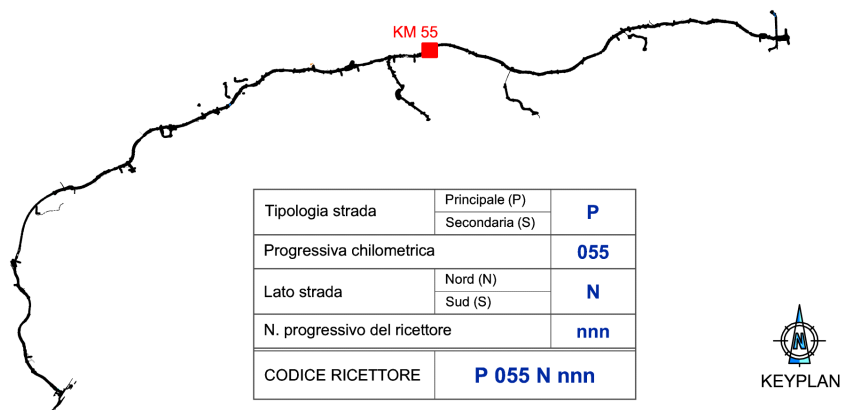 KM 55
Tipologia strada
Principale (P)
Secondaria (S)
P
Progressiva chilometrica
055
Lato strada
Nord (N)
Sud (S)
N
N. progressivo del ricettore
nnn
CODICE RICETTORE
P 055 N nnn
N
KEYPLAN